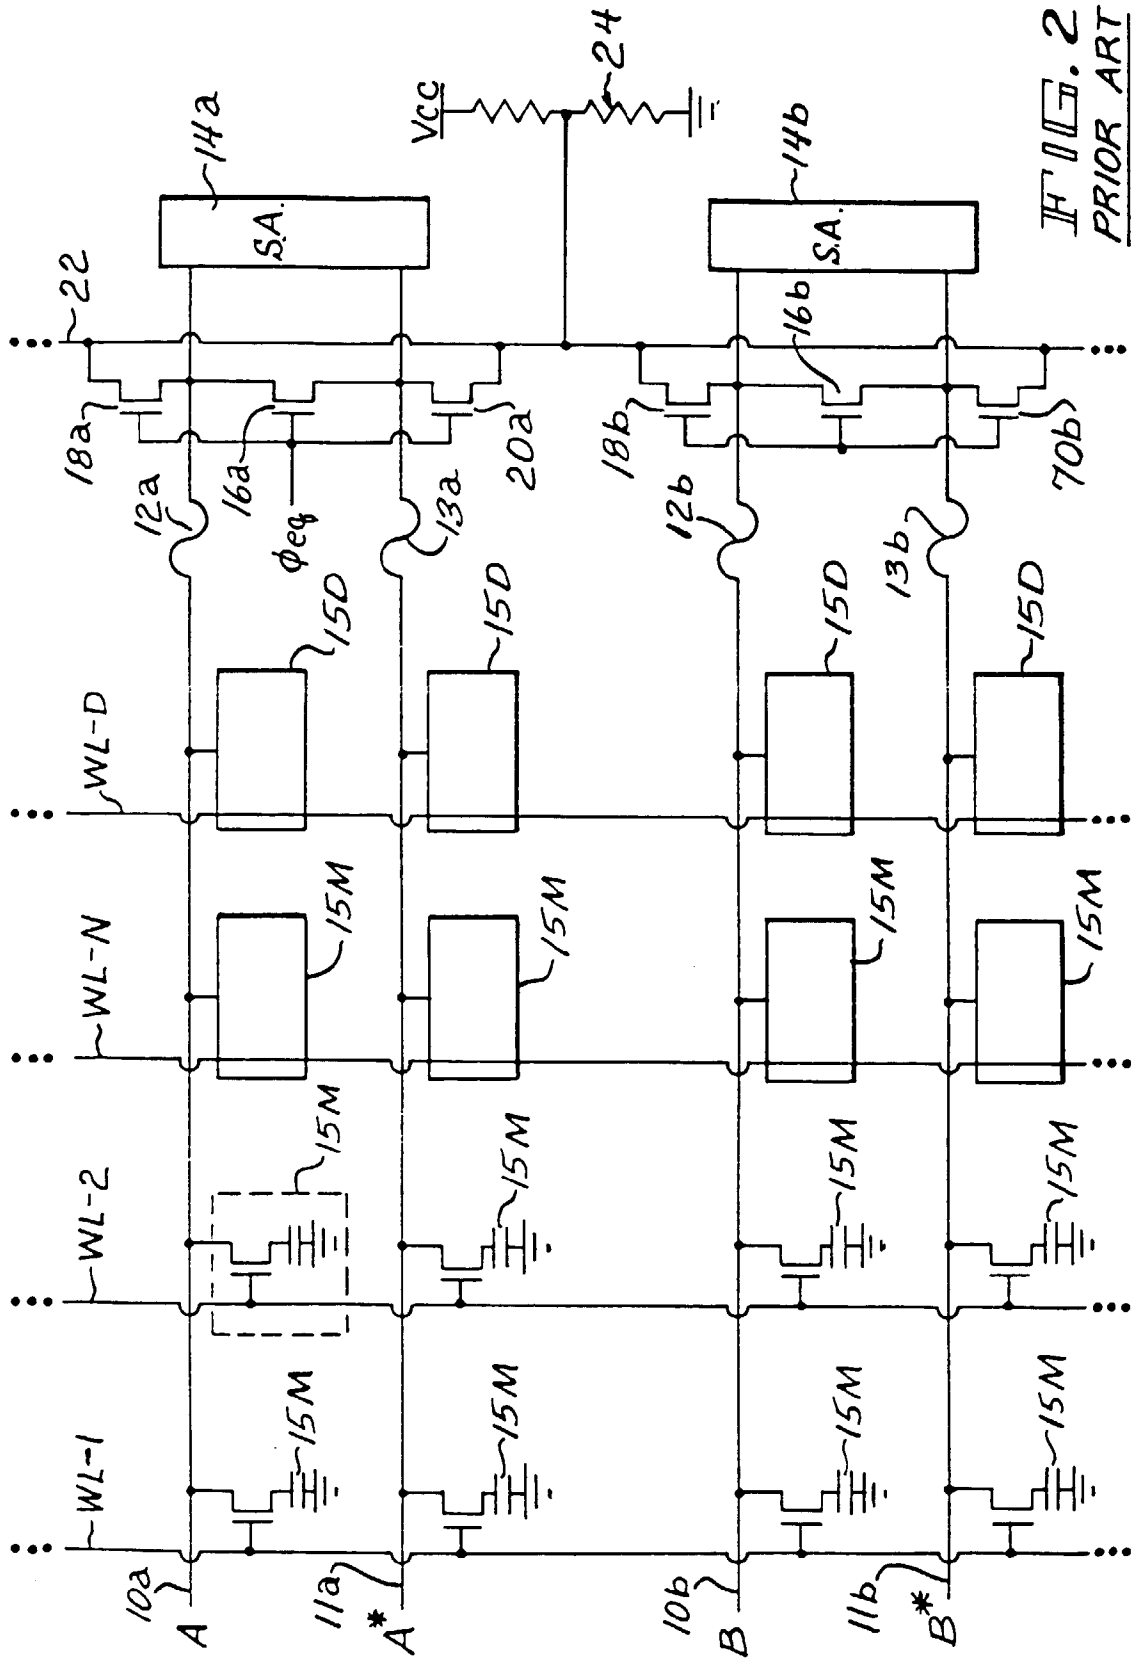 WL-1
WL-2
WL-N
WL-D
22
10a
A
15M
15M
15M
15D
12a
18a
16a
φeq
S.A.
14a
11a
A*
15M
15M
15M
15D
13a
20a
Vcc
24
10b
B
15M
15M
15M
15D
12b
18b
16b
S.A.
14b
11b
B*
15M
15M
15M
15D
13b
70b
FIG. 2
PRIOR ART